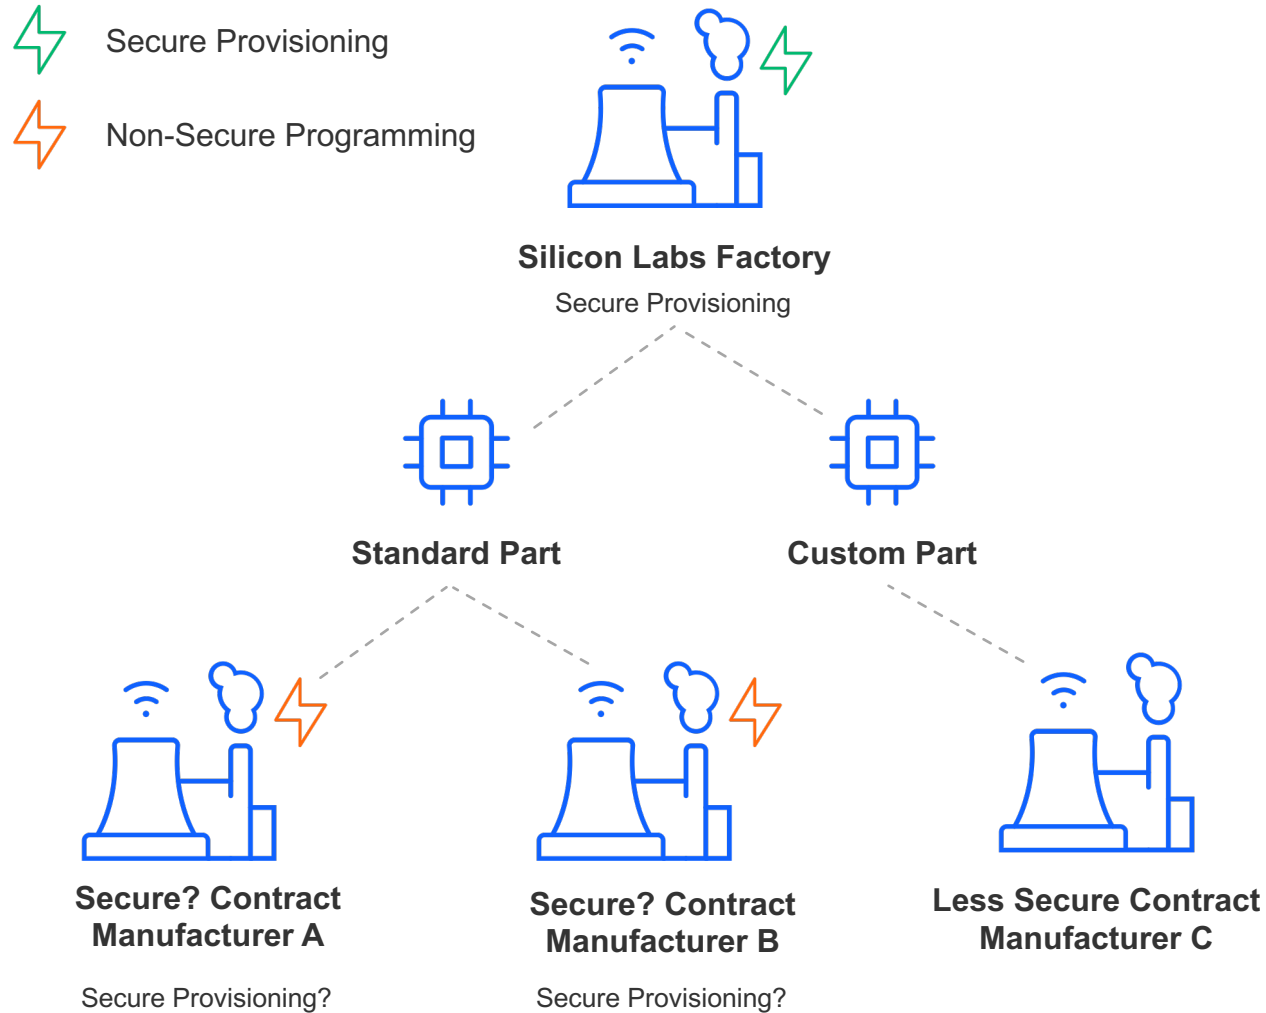 Secure Provisioning
Non-Secure Programming
Silicon Labs Factory
Secure Provisioning
Standard Part
Custom Part
Secure? Contract
Manufacturer A
Secure Provisioning?
Secure? Contract
Manufacturer B
Secure Provisioning?
Less Secure Contract
Manufacturer C